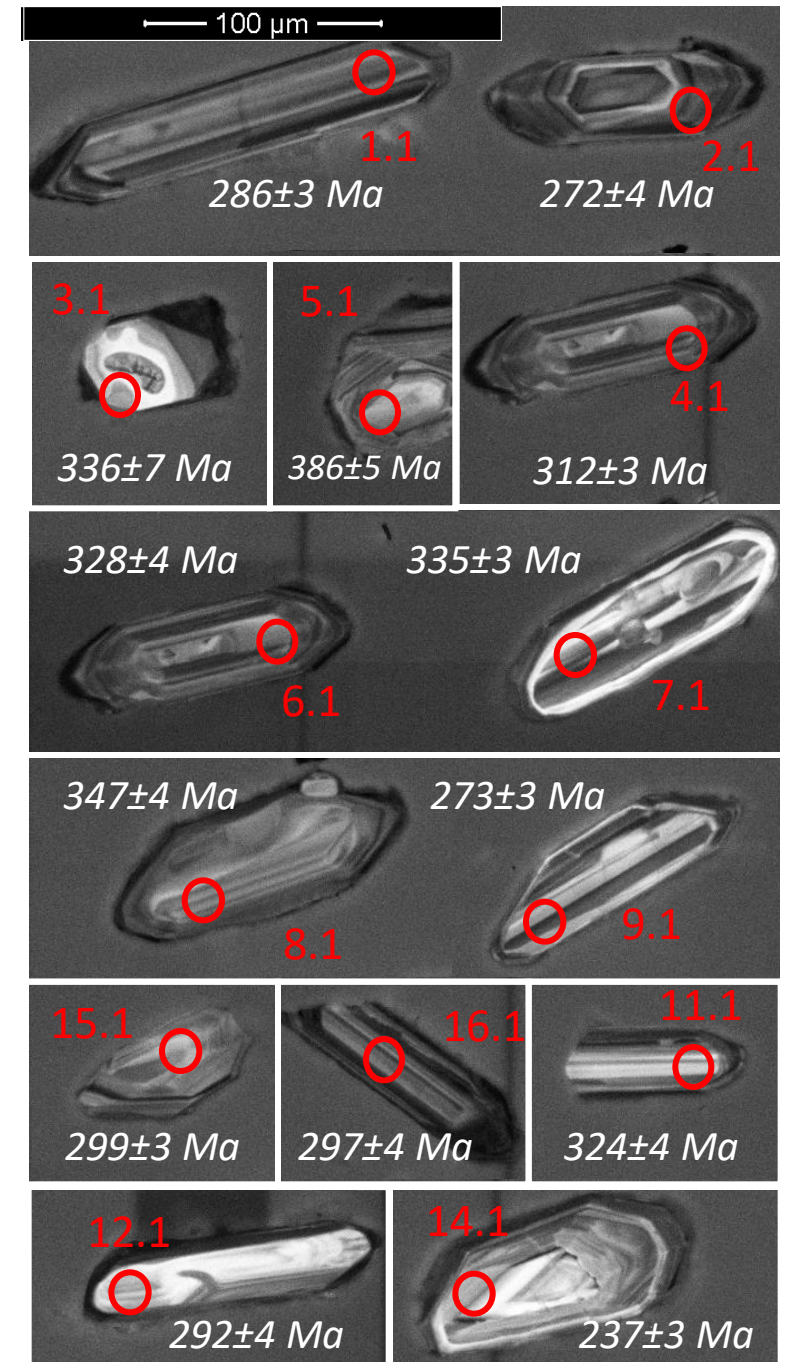 100 µm
1.1
2.1
286±3 Ma
272±4 Ma
3.1
5.1
4.1
336±7 Ma
386±5 Ma
312±3 Ma
328±4 Ma
335±3 Ma
6.1
7.1
347±4 Ma
273±3 Ma
8.1
9.1
15.1
16.1
11.1
299±3 Ma
297±4 Ma
324±4 Ma
12.1
14.1
292±4 Ma
237±3 Ma